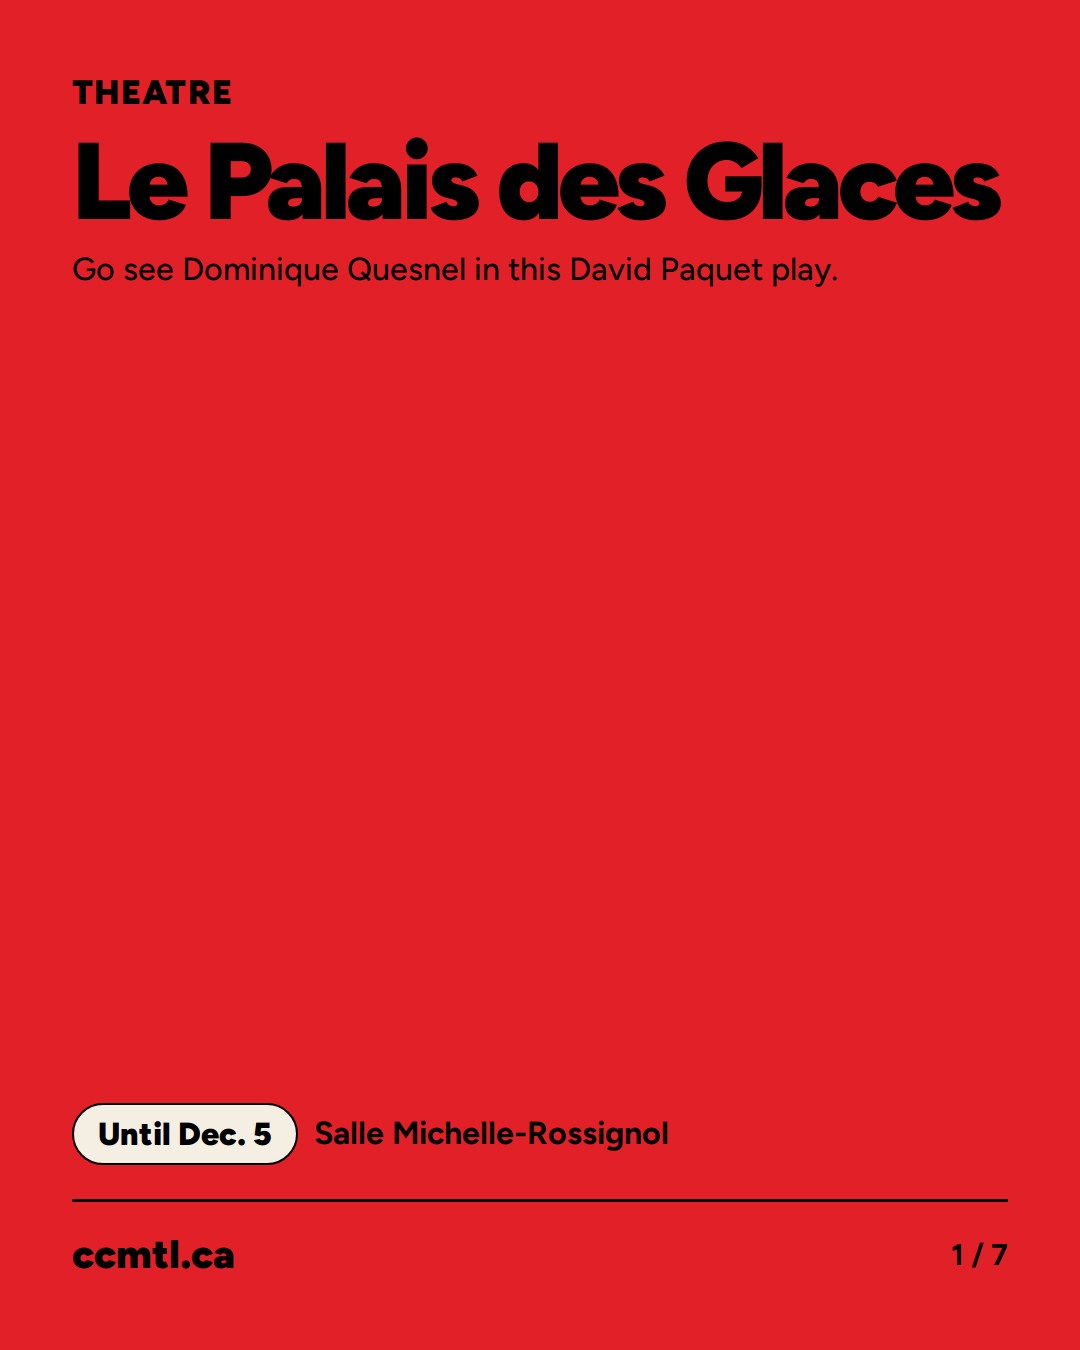 THEATRE
Le Palais des Glaces
Go see Dominique Quesnel in this David Paquet play.
Until Dec. 5 Salle Michelle-Rossignol
ccmtl.ca 1 / 7